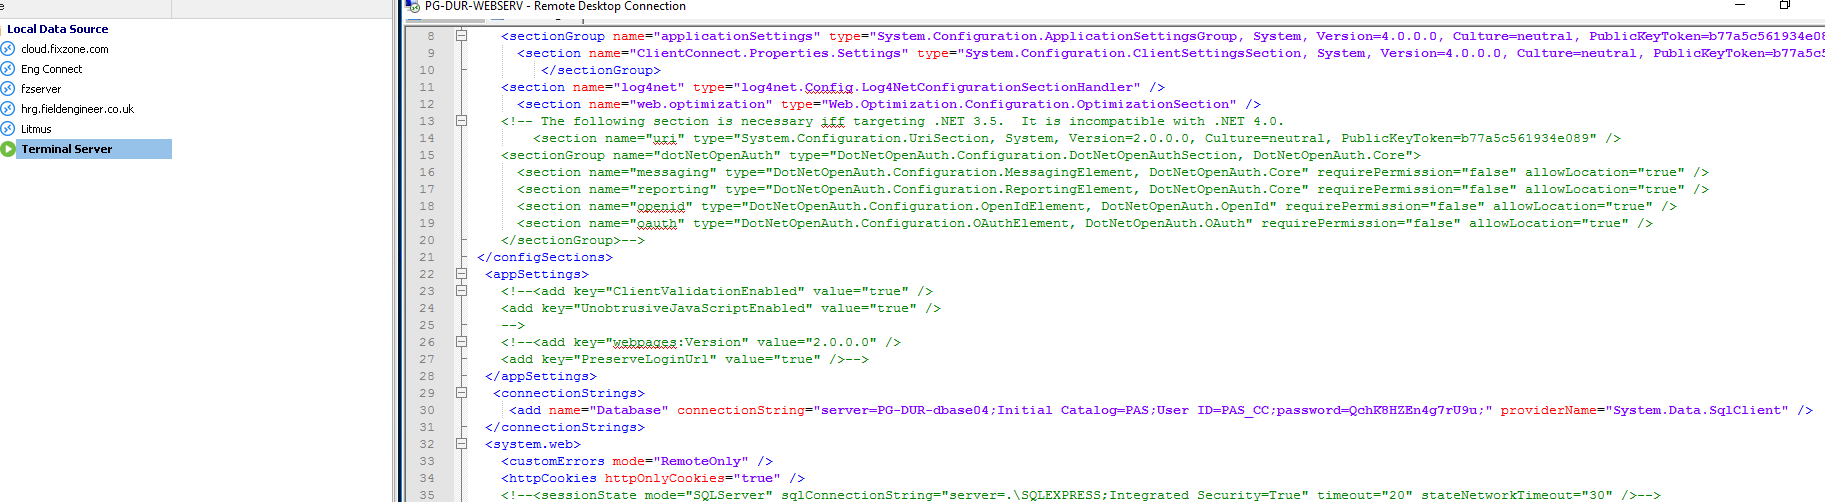 e
Local Data Source
cloud.fixzone.com
Eng Connect
fzserver
hrg.fieldengineer.co.uk
Litmus
Terminal Server
PG-DUR-WEBSERV - Remote Desktop Connection
8 <sectionGroup name="applicationSettings" type="System.Configuration.ApplicationSettingsGroup, System, Version=4.0.0.0, Culture=neutral, PublicKeyToken=b77a5c561934e08
9 <section name="ClientConnect.Properties.Settings" type="System.Configuration.ClientSettingsSection, System, Version=4.0.0.0, Culture=neutral, PublicKeyToken=b77a5c5
10 </sectionGroup>
11 <section name="log4net" type="log4net.Config.Log4NetConfigurationSectionHandler" />
12 <section name="web.optimization" type="Web.Optimization.Configuration.OptimizationSection" />
13 <!-- The following section is necessary iff targeting .NET 3.5.  It is incompatible with .NET 4.0.
14 <section name="uri" type="System.Configuration.UriSection, System, Version=2.0.0.0, Culture=neutral, PublicKeyToken=b77a5c561934e089" />
15 <sectionGroup name="dotNetOpenAuth" type="DotNetOpenAuth.Configuration.DotNetOpenAuthSection, DotNetOpenAuth.Core">
16 <section name="messaging" type="DotNetOpenAuth.Configuration.MessagingElement, DotNetOpenAuth.Core" requirePermission="false" allowLocation="true" />
17 <section name="reporting" type="DotNetOpenAuth.Configuration.ReportingElement, DotNetOpenAuth.Core" requirePermission="false" allowLocation="true" />
18 <section name="openid" type="DotNetOpenAuth.Configuration.OpenIdElement, DotNetOpenAuth.OpenId" requirePermission="false" allowLocation="true" />
19 <section name="oauth" type="DotNetOpenAuth.Configuration.OAuthElement, DotNetOpenAuth.OAuth" requirePermission="false" allowLocation="true" />
20 </sectionGroup>-->
21 </configSections>
22 <appSettings>
23 <!--<add key="ClientValidationEnabled" value="true" />
24 <add key="UnobtrusiveJavaScriptEnabled" value="true" />
25 -->
26 <!--<add key="webpages:Version" value="2.0.0.0" />
27 <add key="PreserveLoginUrl" value="true" />-->
28 </appSettings>
29 <connectionStrings>
30 <add name="Database" connectionString="server=PG-DUR-dbase04;Initial Catalog=PAS;User ID=PAS_CC;password=QchK8HZEn4g7rU9u;" providerName="System.Data.SqlClient" />
31 </connectionStrings>
32 <system.web>
33 <customErrors mode="RemoteOnly" />
34 <httpCookies httpOnlyCookies="true" />
35 <!--<sessionState mode="SQLServer" sqlConnectionString="server=.\SQLEXPRESS;Integrated Security=True" timeout="20" stateNetworkTimeout="30" />-->